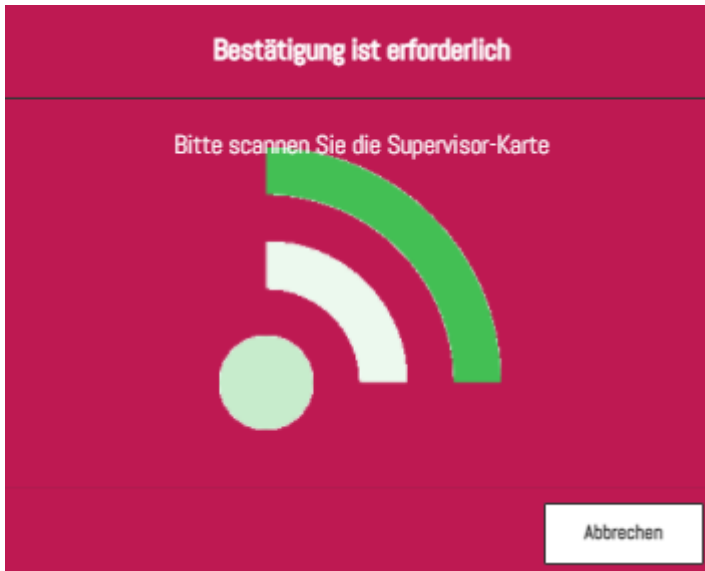 Bestätigung ist erforderlich
Bitte scannen Sie die Supervisor-Karte
Abbrechen